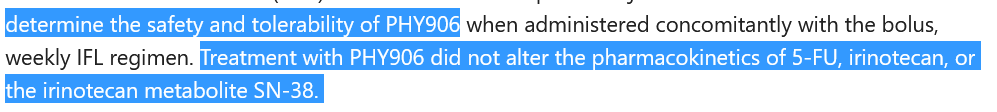 determine the safety and tolerability of PHY906 when administered concomitantly with the bolus,
weekly IFL regimen. Treatment with PHY906 did not alter the pharmacokinetics of 5-FU, irinotecan, or
the irinotecan metabolite SN-38.